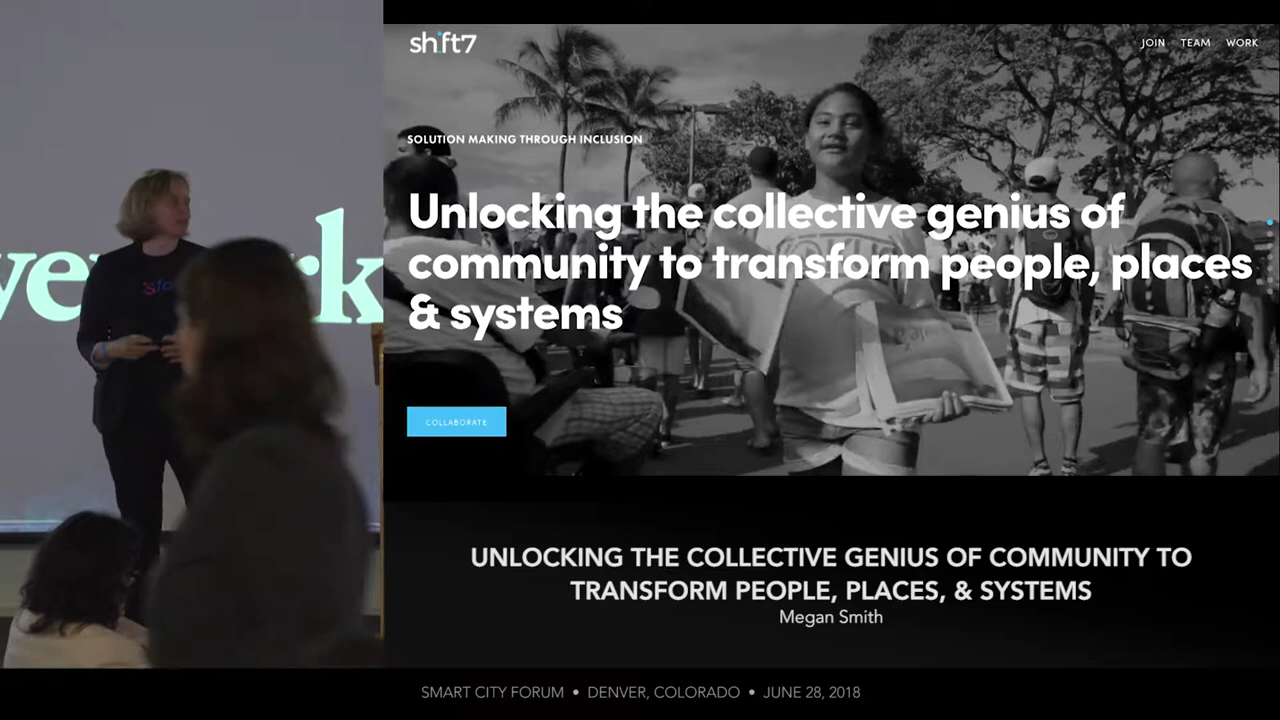 shift7
JOIN TEAM WORK
SOLUTION MAKING THROUGH INCLUSION
Unlocking the collective genius of
community to transform people, places
& systems
COLLABORATE
UNLOCKING THE COLLECTIVE GENIUS OF COMMUNITY TO
TRANSFORM PEOPLE, PLACES, & SYSTEMS
Megan Smith
SMART CITY FORUM • DENVER, COLORADO • JUNE 28, 2018